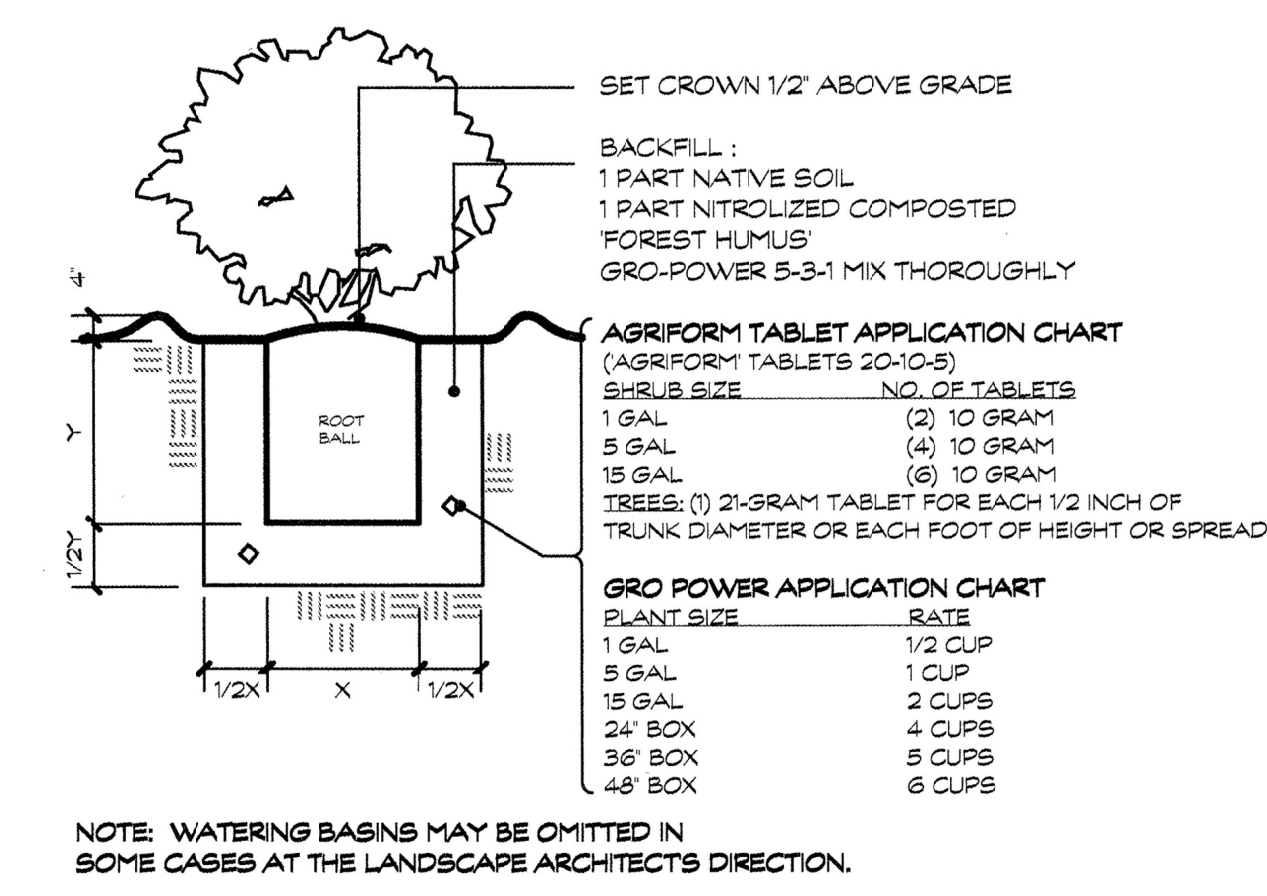 SET CROWN 1/2" ABOVE GRADE
BACKFILL :
1 PART NATIVE SOIL
1 PART NITROLIZED COMPOSTED
'FOREST HUMUS'
GRO-POWER 5-3-1 MIX THOROUGHLY
4"
Y
1/2Y
ROOT
BALL
1/2X X 1/2X
AGRIFORM TABLET APPLICATION CHART
('AGRIFORM' TABLETS 20-10-5)
SHRUB SIZE NO. OF TABLETS
1 GAL (2) 10 GRAM
5 GAL (4) 10 GRAM
15 GAL (6) 10 GRAM
TREES: (1) 21-GRAM TABLET FOR EACH 1/2 INCH OF
TRUNK DIAMETER OR EACH FOOT OF HEIGHT OR SPREAD
GRO POWER APPLICATION CHART
PLANT SIZE RATE
1 GAL 1/2 CUP
5 GAL 1 CUP
15 GAL 2 CUPS
24" BOX 4 CUPS
36" BOX 5 CUPS
48" BOX 6 CUPS
NOTE: WATERING BASINS MAY BE OMITTED IN
SOME CASES AT THE LANDSCAPE ARCHITECT'S DIRECTION.